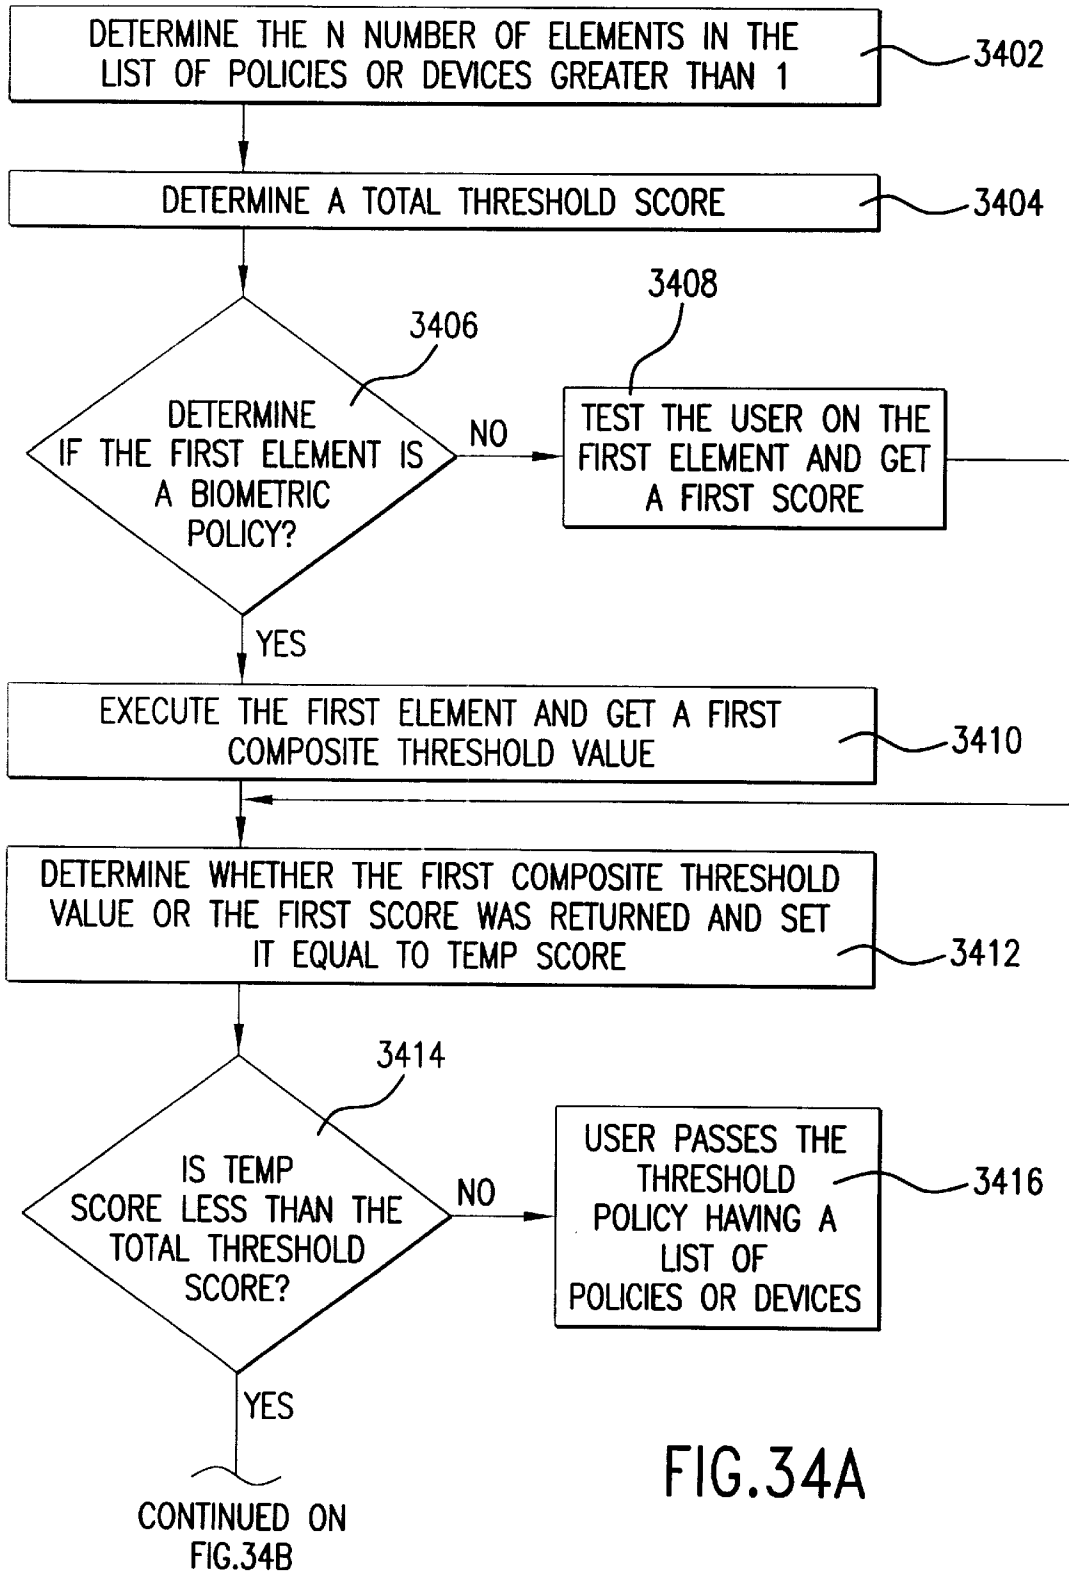 DETERMINE THE N NUMBER OF ELEMENTS IN THE
LIST OF POLICIES OR DEVICES GREATER THAN 1
3402
DETERMINE A TOTAL THRESHOLD SCORE
3404
3406
DETERMINE
IF THE FIRST ELEMENT IS
A BIOMETRIC
POLICY?
NO
3408
TEST THE USER ON THE
FIRST ELEMENT AND GET
A FIRST SCORE
YES
EXECUTE THE FIRST ELEMENT AND GET A FIRST
COMPOSITE THRESHOLD VALUE
3410
DETERMINE WHETHER THE FIRST COMPOSITE THRESHOLD
VALUE OR THE FIRST SCORE WAS RETURNED AND SET
IT EQUAL TO TEMP SCORE
3412
3414
IS TEMP
SCORE LESS THAN THE
TOTAL THRESHOLD
SCORE?
NO
USER PASSES THE
THRESHOLD
POLICY HAVING A
LIST OF
POLICIES OR DEVICES
3416
YES
CONTINUED ON
FIG.34B
FIG.34A